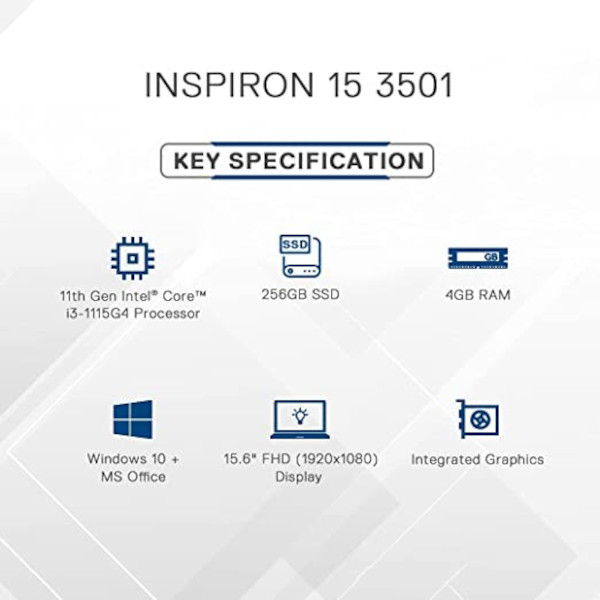 INSPIRON 15 3501
KEY SPECIFICATION
SSD
GB
11th Gen Intel® Core™
i3-1115G4 Processor
256GB SSD
4GB RAM
Windows 10 +
MS Office
15.6" FHD (1920x1080)
Display
Integrated Graphics